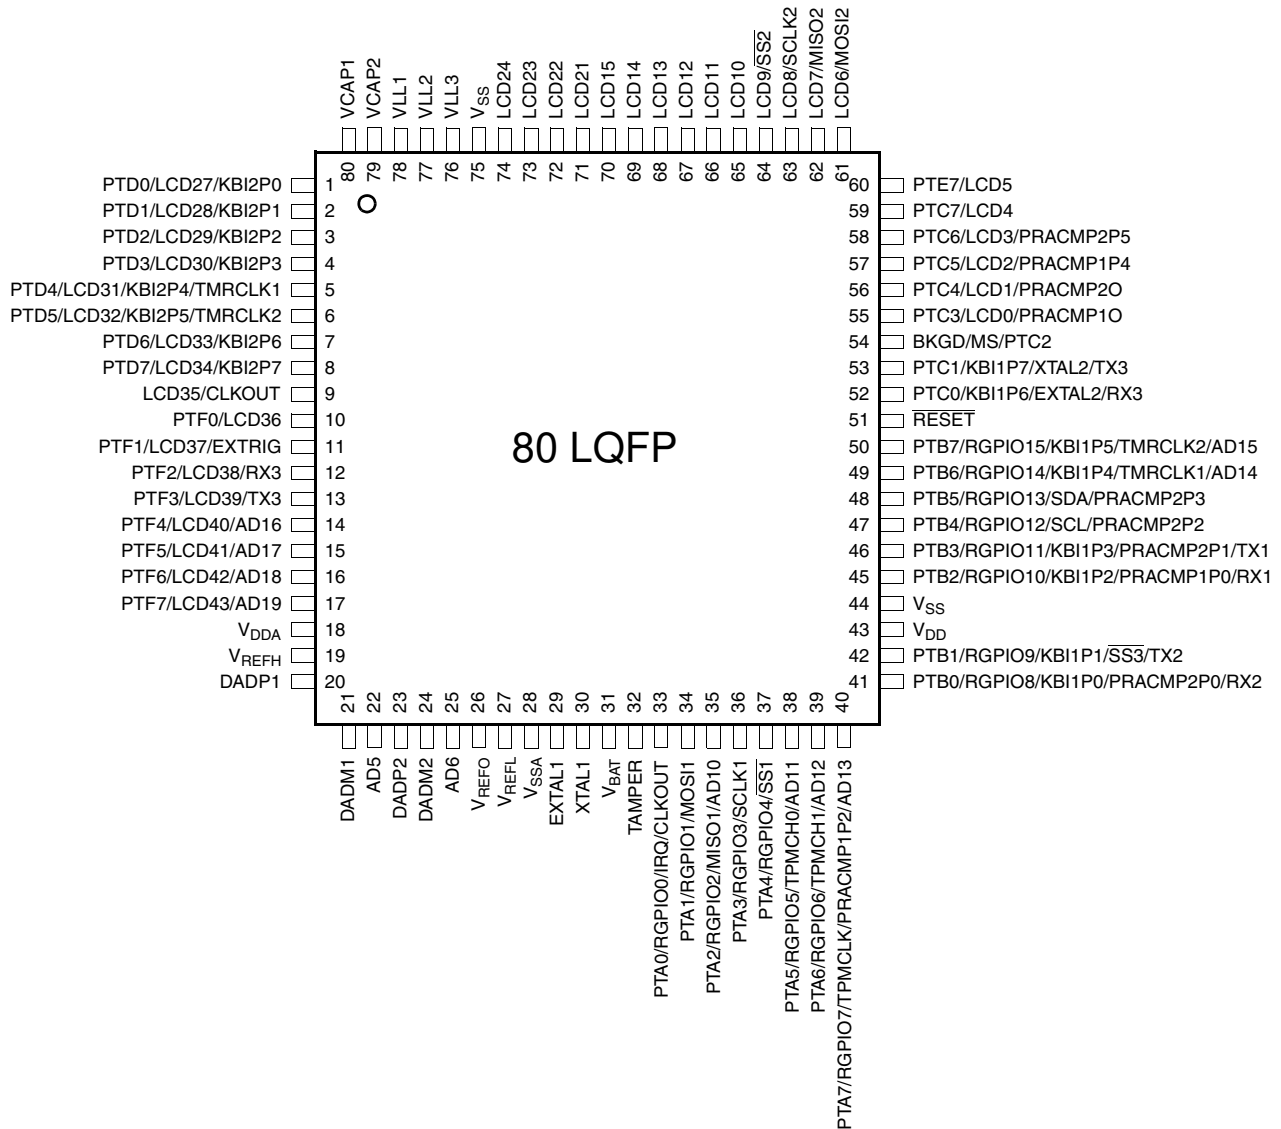 VCAP1
VCAP2
VLL1
VLL2
VLL3
VSS
LCD24
LCD23
LCD22
LCD21
LCD15
LCD14
LCD13
LCD12
LCD11
LCD10
LCD9/SS2
LCD8/SCLK2
LCD7/MISO2
LCD6/MOSI2
80
79
78
77
76
75
74
73
72
71
70
69
68
67
66
65
64
63
62
61
PTD0/LCD27/KBI2P0 1
PTD1/LCD28/KBI2P1 2
PTD2/LCD29/KBI2P2 3
PTD3/LCD30/KBI2P3 4
PTD4/LCD31/KBI2P4/TMRCLK1 5
PTD5/LCD32/KBI2P5/TMRCLK2 6
PTD6/LCD33/KBI2P6 7
PTD7/LCD34/KBI2P7 8
LCD35/CLKOUT 9
PTF0/LCD36 10
PTF1/LCD37/EXTRIG 11
PTF2/LCD38/RX3 12
PTF3/LCD39/TX3 13
PTF4/LCD40/AD16 14
PTF5/LCD41/AD17 15
PTF6/LCD42/AD18 16
PTF7/LCD43/AD19 17
VDDA 18
VREFH 19
DADP1 20
80 LQFP
60 PTE7/LCD5
59 PTC7/LCD4
58 PTC6/LCD3/PRACMP2P5
57 PTC5/LCD2/PRACMP1P4
56 PTC4/LCD1/PRACMP2O
55 PTC3/LCD0/PRACMP1O
54 BKGD/MS/PTC2
53 PTC1/KBI1P7/XTAL2/TX3
52 PTC0/KBI1P6/EXTAL2/RX3
51 RESET
50 PTB7/RGPIO15/KBI1P5/TMRCLK2/AD15
49 PTB6/RGPIO14/KBI1P4/TMRCLK1/AD14
48 PTB5/RGPIO13/SDA/PRACMP2P3
47 PTB4/RGPIO12/SCL/PRACMP2P2
46 PTB3/RGPIO11/KBI1P3/PRACMP2P1/TX1
45 PTB2/RGPIO10/KBI1P2/PRACMP1P0/RX1
44 VSS
43 VDD
42 PTB1/RGPIO9/KBI1P1/SS3/TX2
41 PTB0/RGPIO8/KBI1P0/PRACMP2P0/RX2
21
22
23
24
25
26
27
28
29
30
31
32
33
34
35
36
37
38
39
40
DADM1
AD5
DADP2
DADM2
AD6
VREFO
VREFL
VSSA
EXTAL1
XTAL1
VBAT
TAMPER
PTA0/RGPIO0/IRQ/CLKOUT
PTA1/RGPIO1/MOSI1
PTA2/RGPIO2/MISO1/AD10
PTA3/RGPIO3/SCLK1
PTA4/RGPIO4/SS1
PTA5/RGPIO5/TPMCH0/AD11
PTA6/RGPIO6/TPMCH1/AD12
PTA7/RGPIO7/TPMCLK/PRACMP1P2/AD13